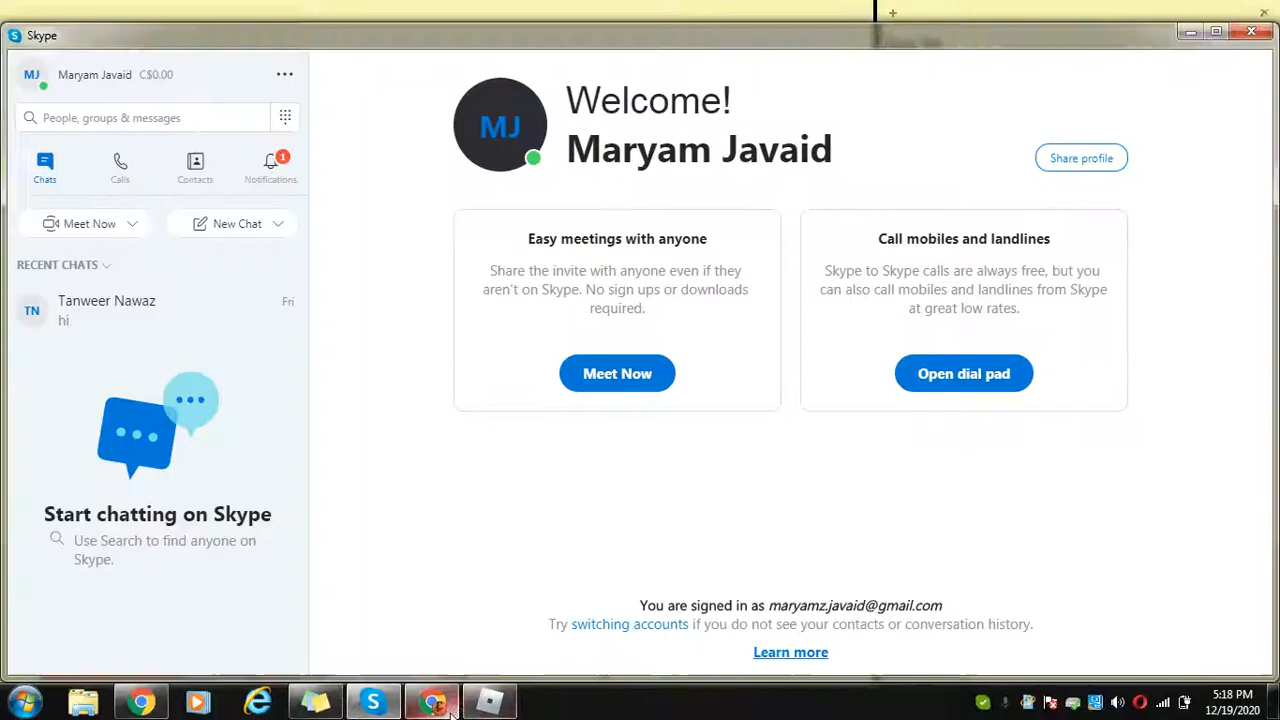 Skype
MJ Maryam Javaid C$0.00
People, groups & messages
Chats Calls Contacts Notifications 1
Meet Now New Chat
RECENT CHATS
TN Tanweer Nawaz Fri
hi
Start chatting on Skype
Use Search to find anyone on
Skype.
MJ
Welcome!
Maryam Javaid
Share profile
Easy meetings with anyone
Share the invite with anyone even if they
aren't on Skype. No sign ups or downloads
required.
Meet Now
Call mobiles and landlines
Skype to Skype calls are always free, but you
can also call mobiles and landlines from Skype
at great low rates.
Open dial pad
You are signed in as maryamz.javaid@gmail.com
Try switching accounts if you do not see your contacts or conversation history.
Learn more
5:18 PM
12/19/2020